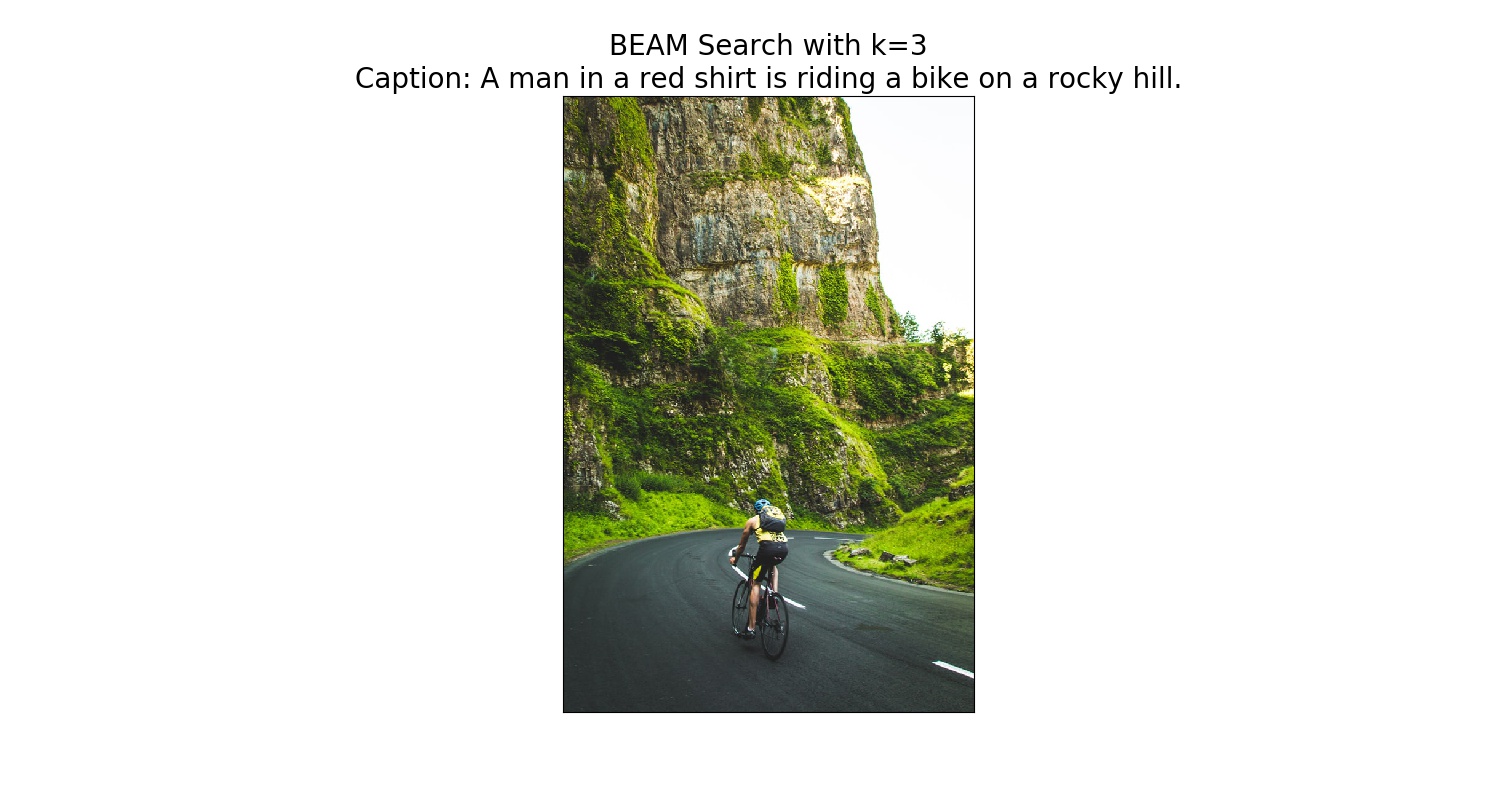 BEAM Search with k=3
Caption: A man in a red shirt is riding a bike on a rocky hill.